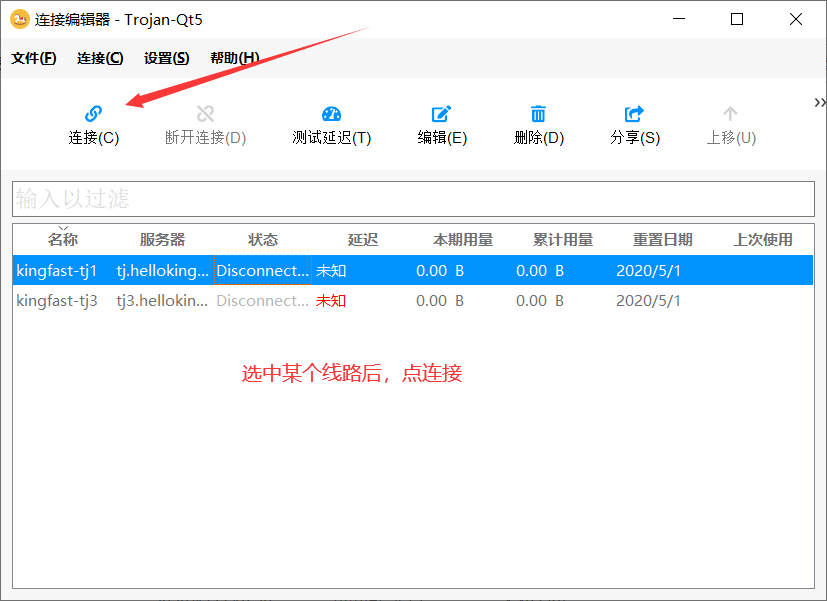 连接编辑器 - Trojan-Qt5
文件(F) 连接(C) 设置(S) 帮助(H)
连接(C) 断开连接(D) 测试延迟(T) 编辑(E) 删除(D) 分享(S) 上移(U)
输入以过滤
名称 服务器 状态 延迟 本期用量 累计用量 重置日期 上次使用
kingfast-tj1 tj.helloking... Disconnect... 未知 0.00 B 0.00 B 2020/5/1
kingfast-tj3 tj3.hellokin... Disconnect... 未知 0.00 B 0.00 B 2020/5/1
选中某个线路后，点连接